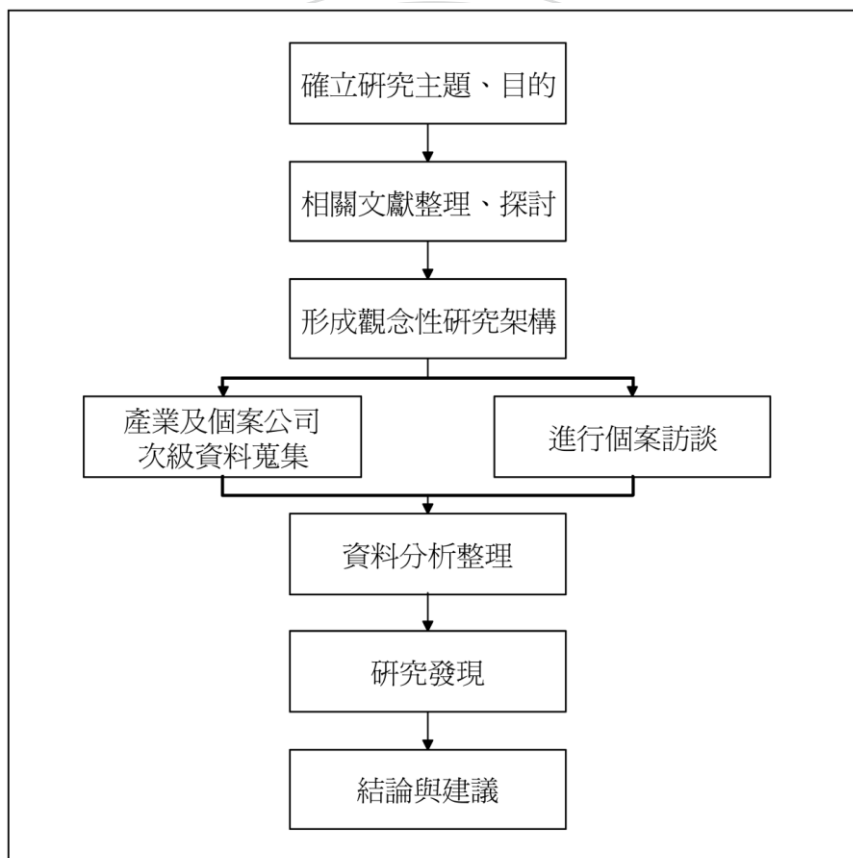 確立研究主題、目的
相關文獻整理、探討
形成觀念性研究架構
產業及個案公司
次級資料蒐集
進行個案訪談
資料分析整理
研究發現
結論與建議